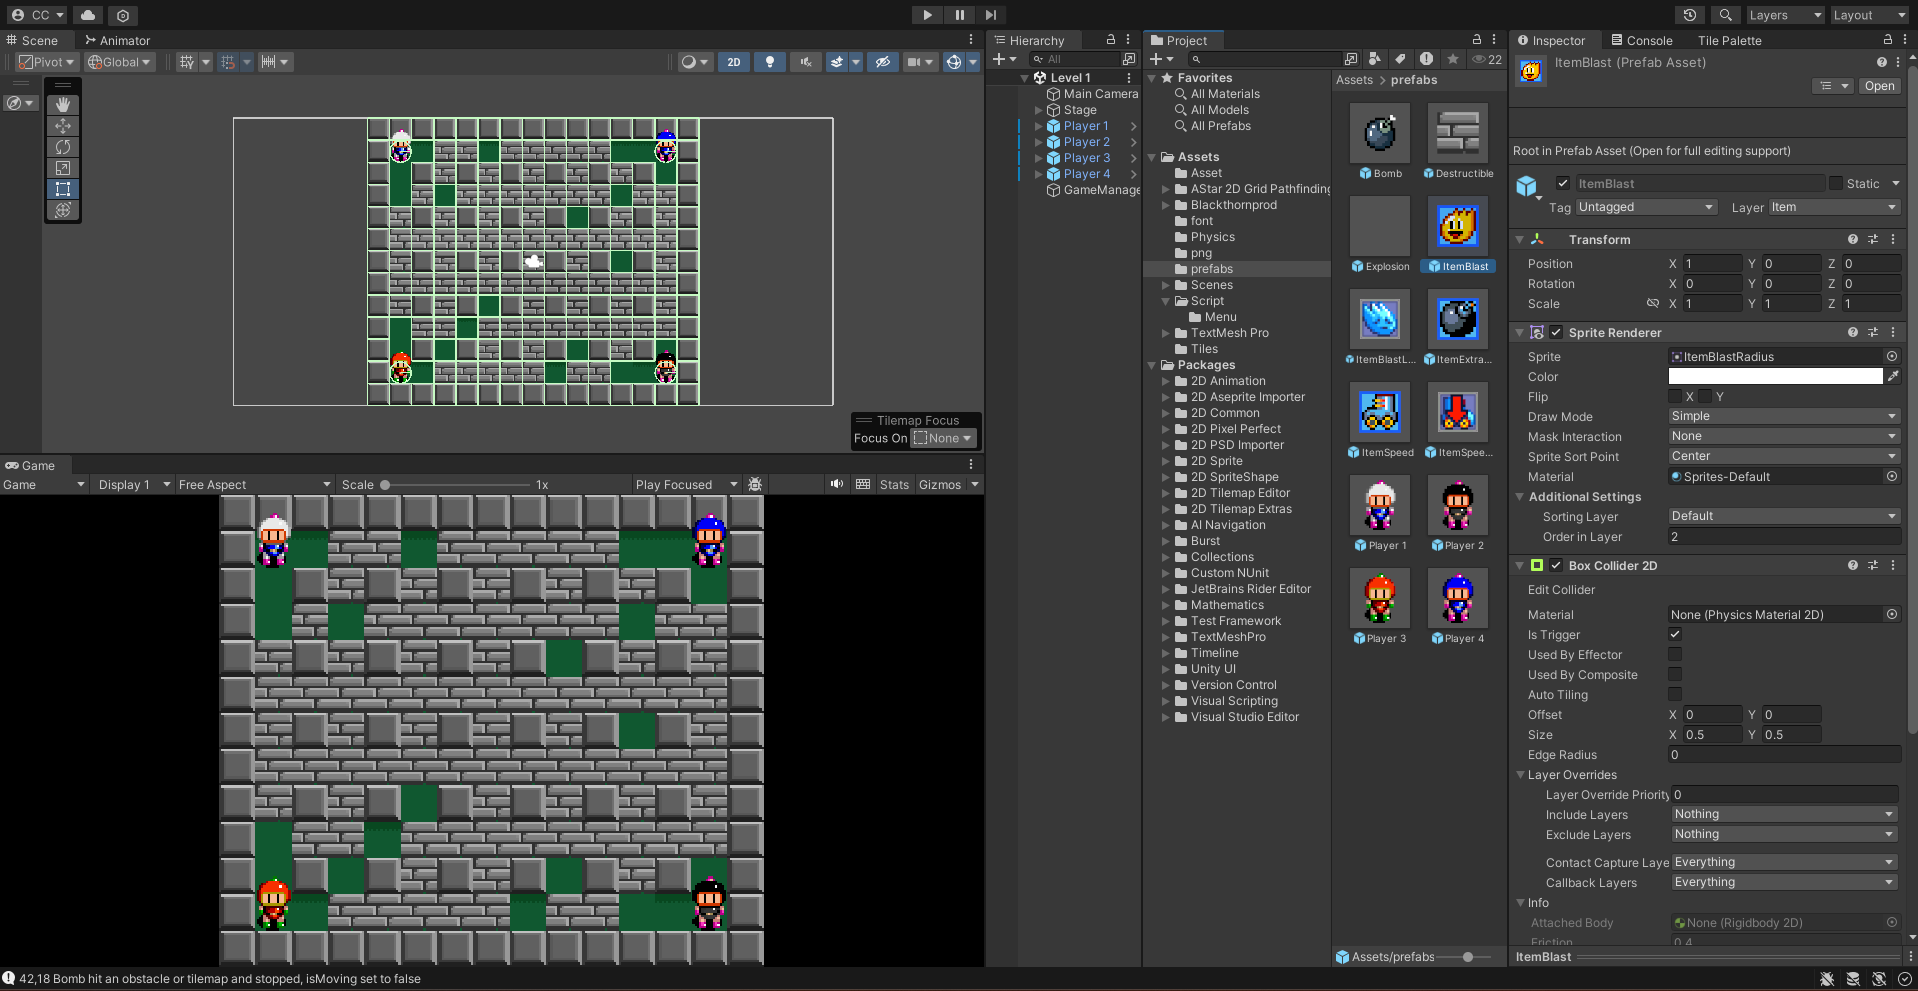 CC
Layers
Layout
Scene
Animator
Pivot
Global
2D
Tilemap Focus
Focus On
None
Game
Game
Display 1
Free Aspect
Scale
1x
Play Focused
Stats
Gizmos
Hierarchy
All
Level 1
Main Camera
Stage
Player 1
Player 2
Player 3
Player 4
GameManage
Project
22
Favorites
All Materials
All Models
All Prefabs
Assets
Asset
AStar 2D Grid Pathfinding
Blackthornprod
font
Physics
png
prefabs
Scenes
Script
Menu
TextMesh Pro
Tiles
Packages
2D Animation
2D Aseprite Importer
2D Common
2D Pixel Perfect
2D PSD Importer
2D Sprite
2D SpriteShape
2D Tilemap Editor
2D Tilemap Extras
AI Navigation
Burst
Collections
Custom NUnit
JetBrains Rider Editor
Mathematics
Test Framework
TextMeshPro
Timeline
Unity UI
Version Control
Visual Scripting
Visual Studio Editor
Assets > prefabs
Bomb
Destructible
Explosion
ItemBlast
ItemBlastL...
ItemExtra...
ItemSpeed
ItemSpee...
Player 1
Player 2
Player 3
Player 4
Assets/prefabs
Inspector
Console
Tile Palette
ItemBlast (Prefab Asset)
Open
Root in Prefab Asset (Open for full editing support)
ItemBlast
Static
Tag Untagged
Layer Item
Transform
Position X 1 Y 0 Z 0
Rotation X 0 Y 0 Z 0
Scale X 1 Y 1 Z 1
Sprite Renderer
Sprite ItemBlastRadius
Color
Flip X Y
Draw Mode Simple
Mask Interaction None
Sprite Sort Point Center
Material Sprites-Default
Additional Settings
Sorting Layer Default
Order in Layer 2
Box Collider 2D
Edit Collider
Material None (Physics Material 2D)
Is Trigger
Used By Effector
Used By Composite
Auto Tiling
Offset X 0 Y 0
Size X 0.5 Y 0.5
Edge Radius 0
Layer Overrides
Layer Override Priority 0
Include Layers Nothing
Exclude Layers Nothing
Contact Capture Laye Everything
Callback Layers Everything
Info
Attached Body None (Rigidbody 2D)
Friction 0.4
ItemBlast
42,18 Bomb hit an obstacle or tilemap and stopped, isMoving set to false